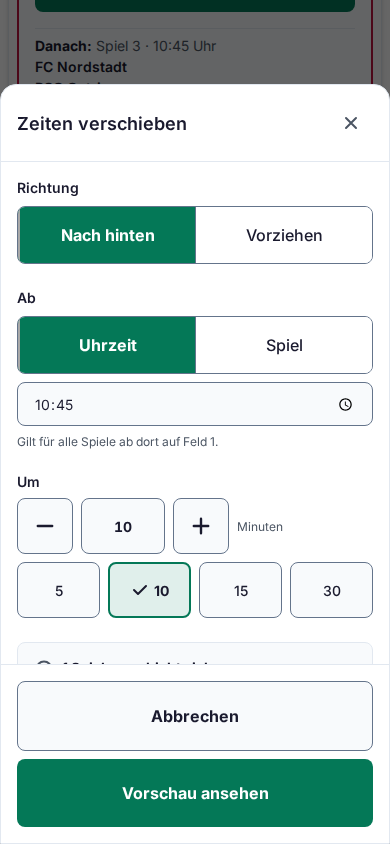 Danach: Spiel 3 · 10:45 Uhr
FC Nordstadt
Zeiten verschieben
Richtung
Nach hinten
Vorziehen
Ab
Uhrzeit
Spiel
10:45
Gilt für alle Spiele ab dort auf Feld 1.
Um
10
Minuten
5
10
15
30
Abbrechen
Vorschau ansehen